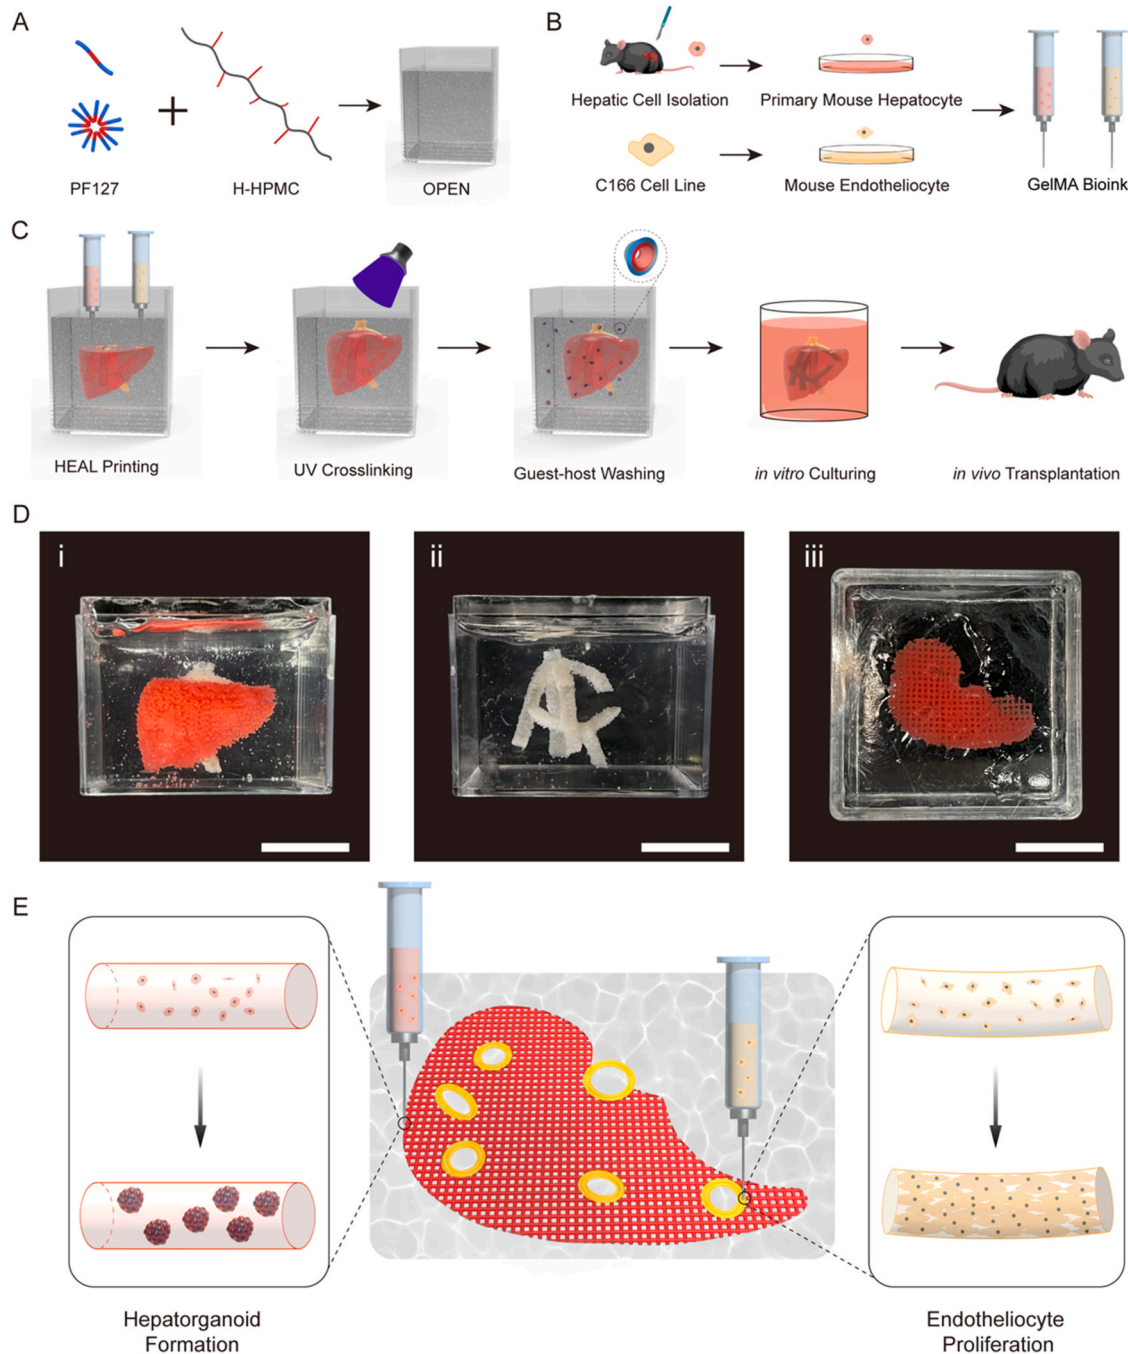 A
PF127
H-HPMC
OPEN
B
Hepatic Cell Isolation
Primary Mouse Hepatocyte
C166 Cell Line
Mouse Endotheliocyte
GelMA Bioink
C
HEAL Printing
UV Crosslinking
Guest-host Washing
in vitro Culturing
in vivo Transplantation
D
i
ii
iii
E
Hepatorganoid
Formation
Endotheliocyte
Proliferation